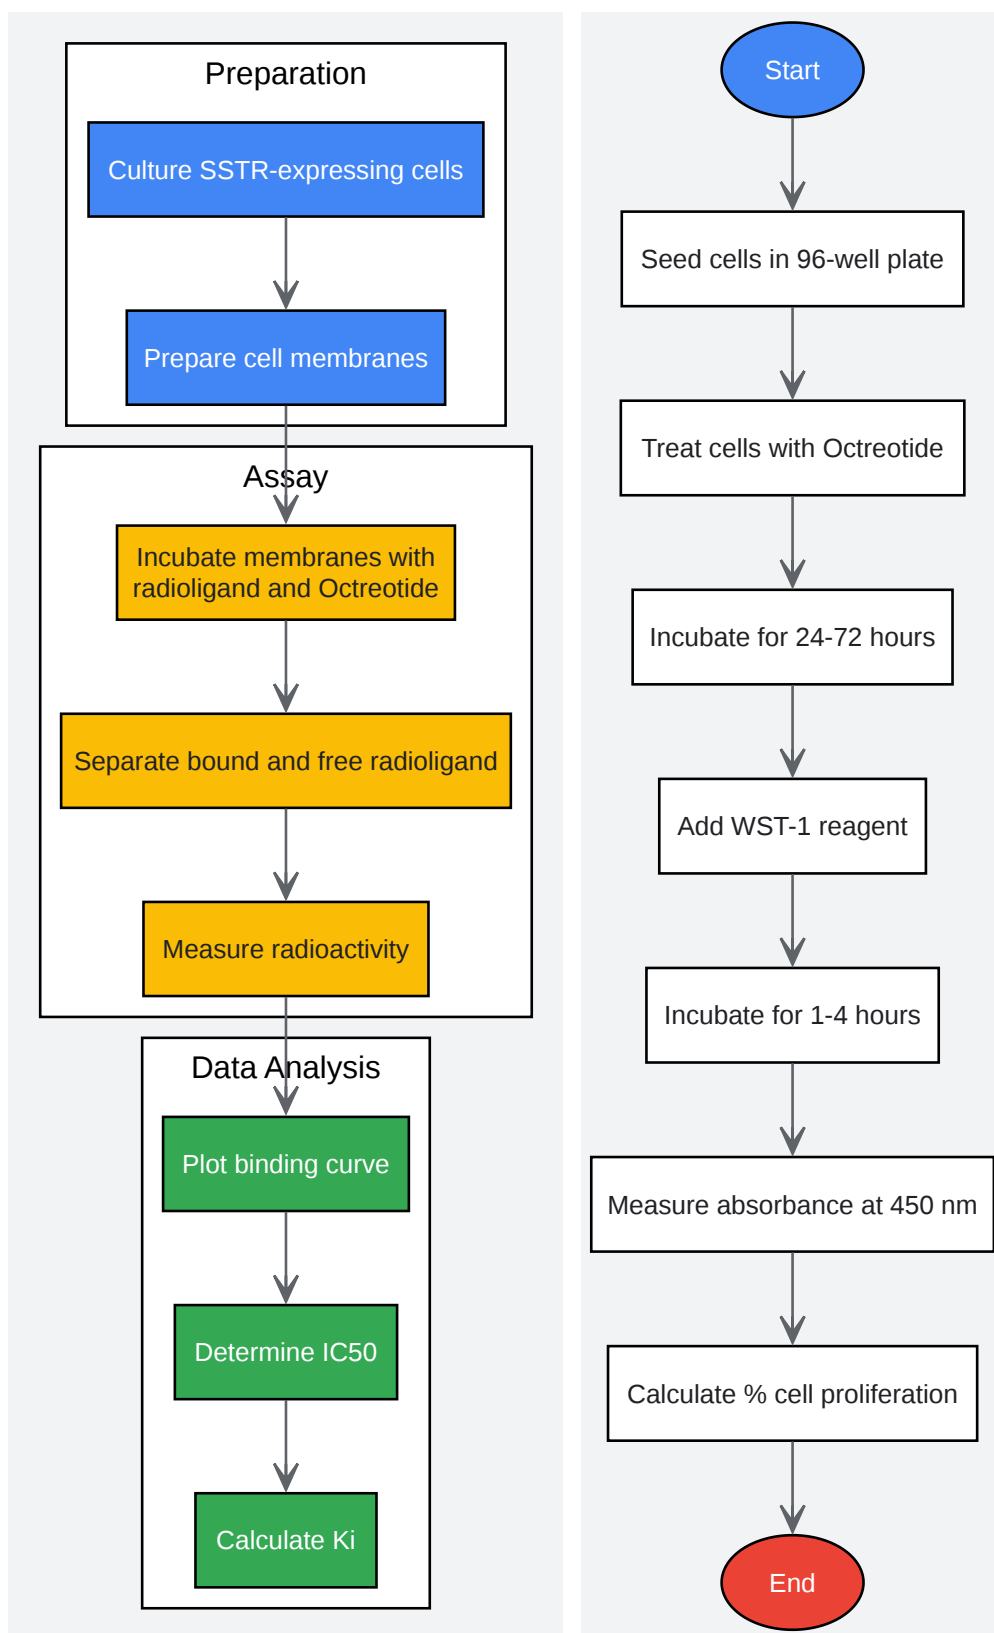 Preparation
Culture SSTR-expressing cells
Prepare cell membranes
Assay
Incubate membranes with
radioligand and Octreotide
Separate bound and free radioligand
Measure radioactivity
Data Analysis
Plot binding curve
Determine IC50
Calculate Ki
Start
Seed cells in 96-well plate
Treat cells with Octreotide
Incubate for 24-72 hours
Add WST-1 reagent
Incubate for 1-4 hours
Measure absorbance at 450 nm
Calculate % cell proliferation
End